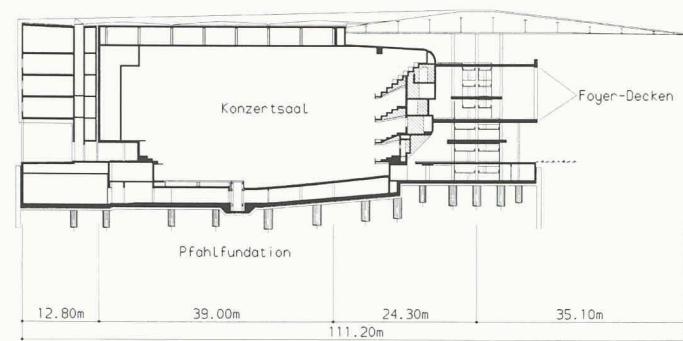 Konzertsaal
Foyer-Decken
Pfahlfundation
12.80m 39.00m 24.30m 35.10m
111.20m